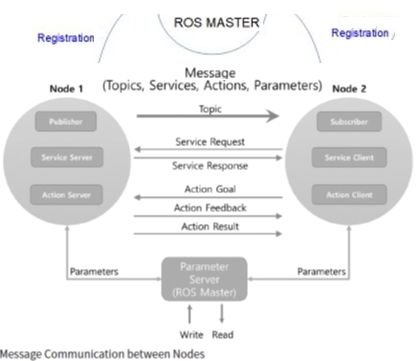 ROS MASTER
Registration
Registration
Message
(Topics, Services, Actions, Parameters)
Node 1
Node 2
Topic
Publisher
Subscriber
Service Request
Service Server
Service Client
Service Response
Action Goal
Action Server
Action Client
Action Feedback
Action Result
Parameters
Parameter
Server
(ROS Master)
Parameters
Write Read
Message Communication between Nodes